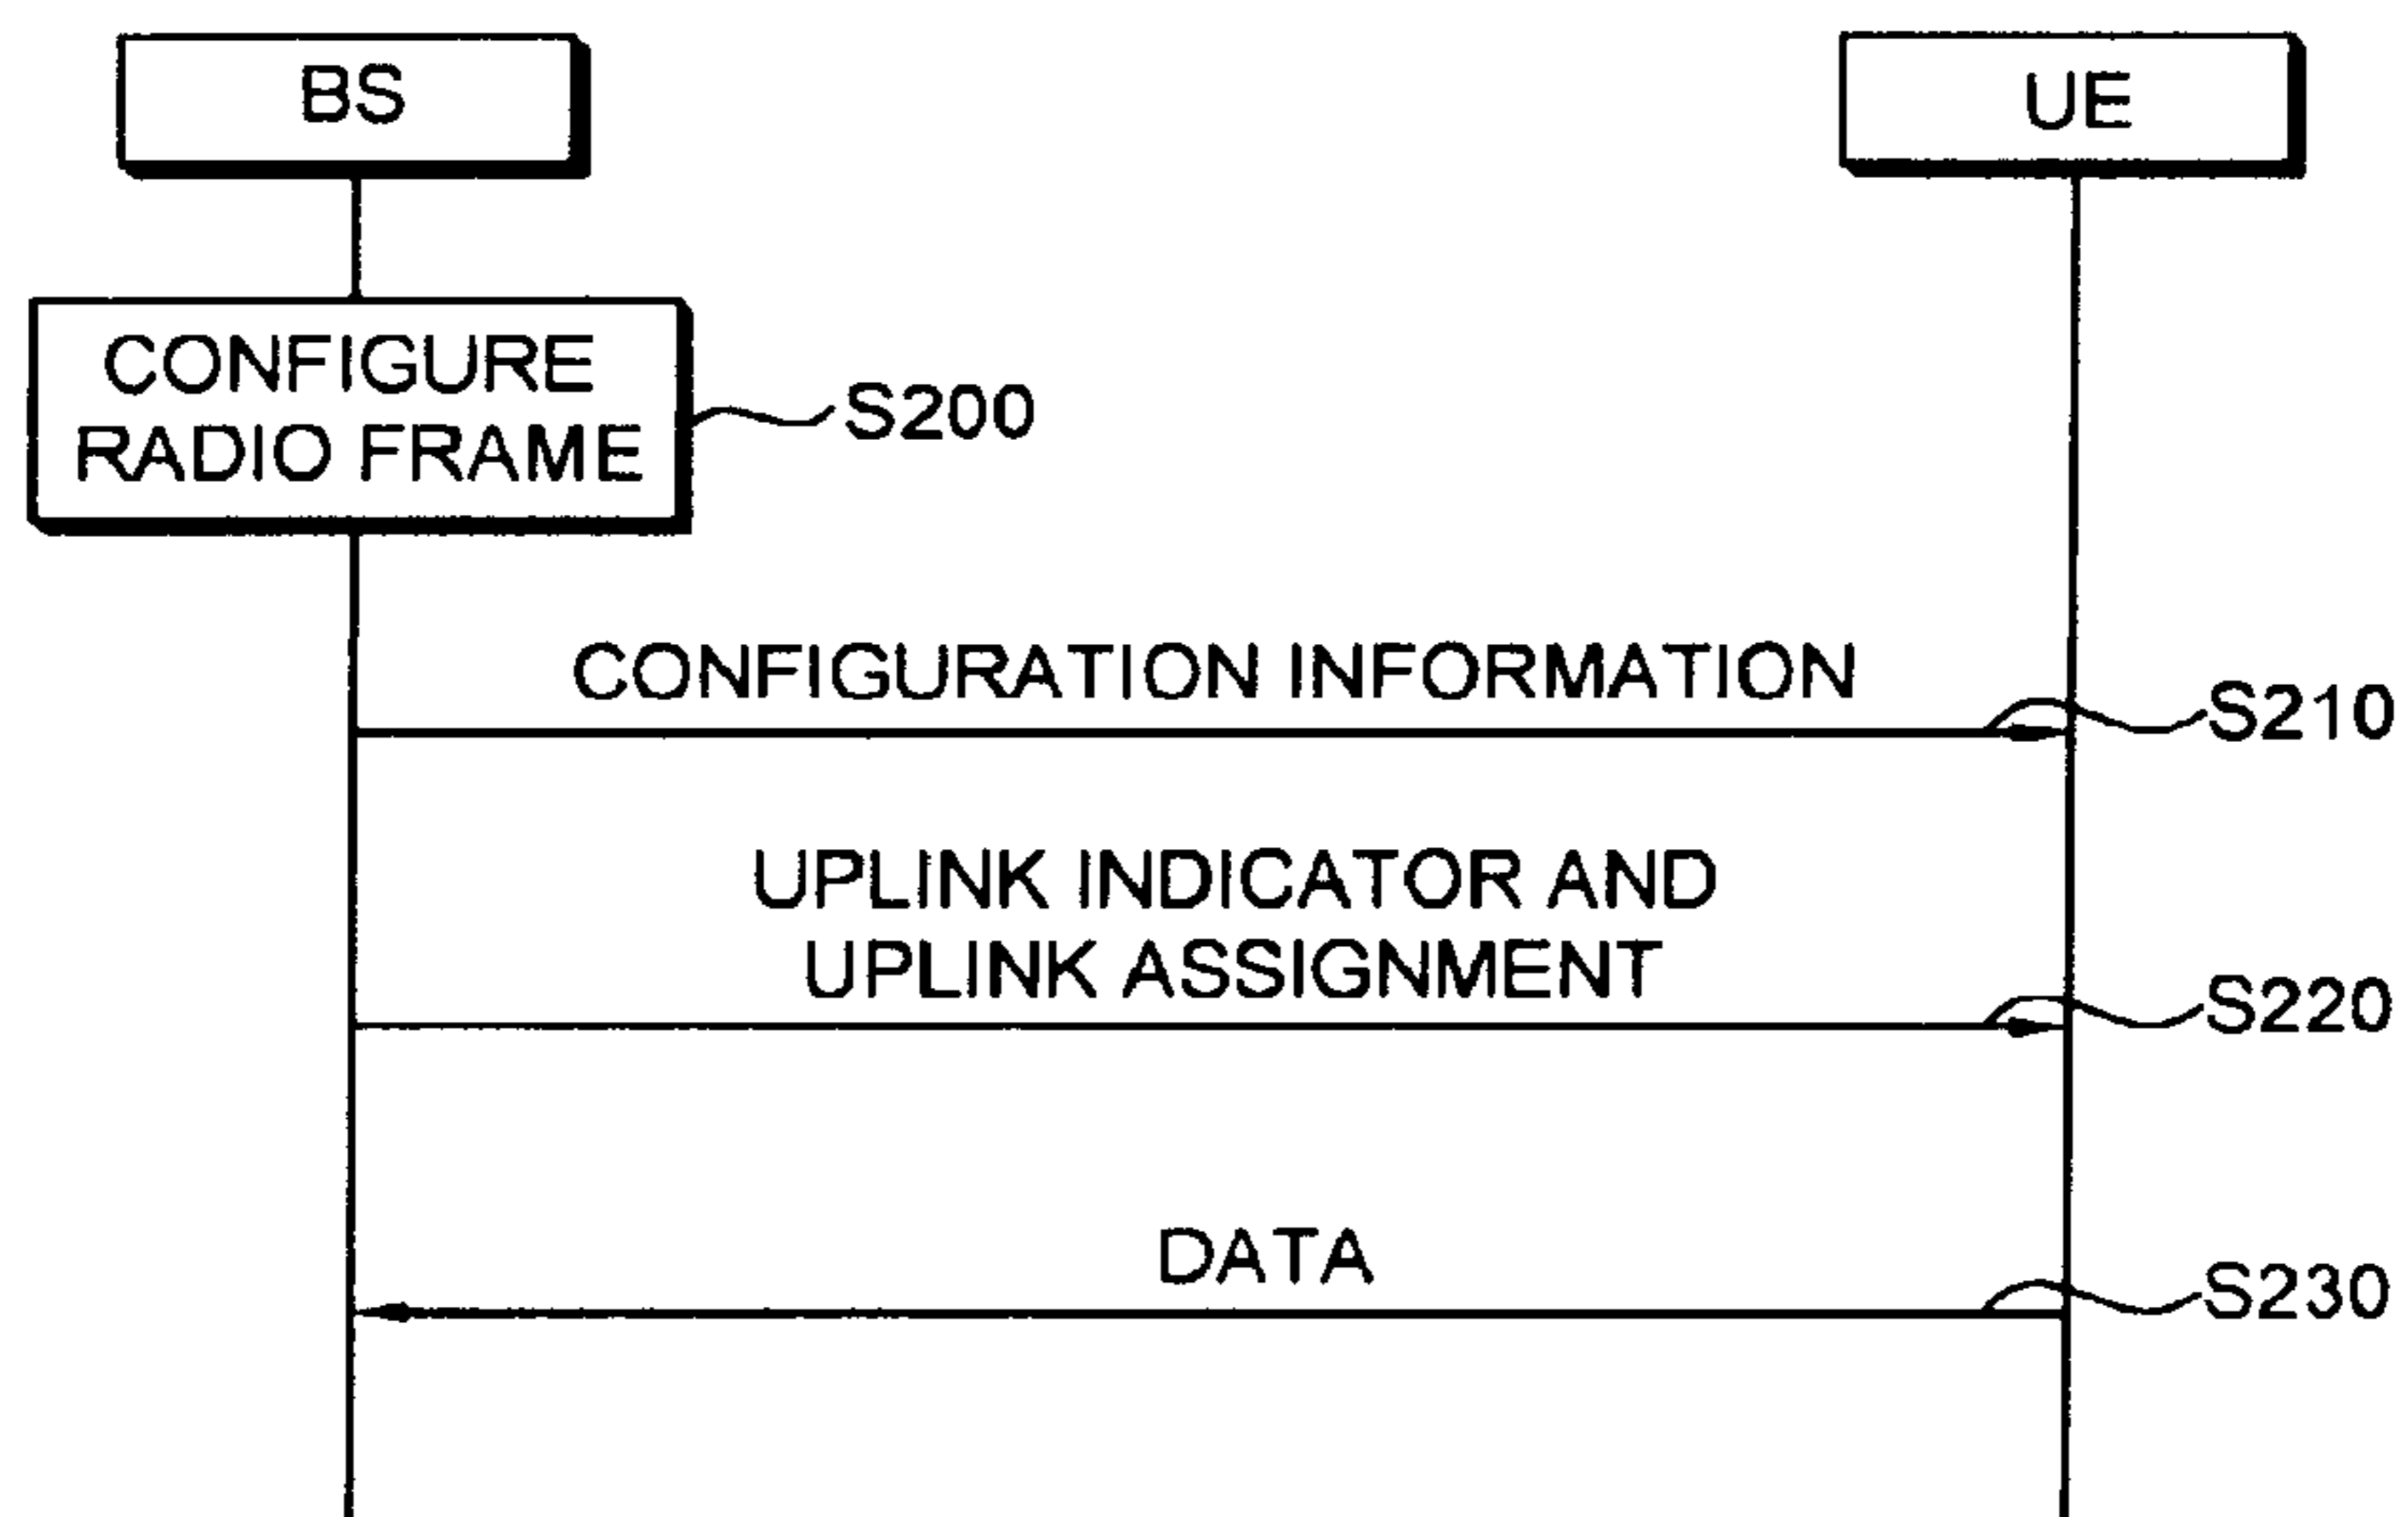 BS
UE
CONFIGURE
RADIO FRAME
S200
CONFIGURATION INFORMATION
S210
UPLINK INDICATOR AND
UPLINK ASSIGNMENT
S220
DATA
S230